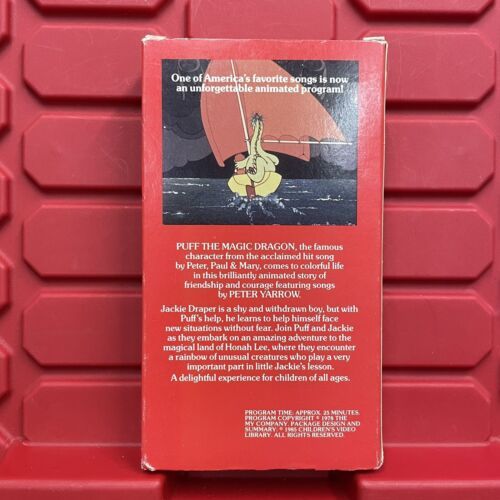 One of America's favorite songs is now
an unforgettable animated program!
PUFF THE MAGIC DRAGON, the famous
character from the acclaimed hit song
by Peter, Paul & Mary, comes to colorful life
in this brilliantly animated story of
friendship and courage featuring songs
by PETER YARROW.
Jackie Draper is a shy and withdrawn boy, but with
Puff's help, he learns to help himself face
new situations without fear. Join Puff and Jackie
as they embark on an amazing adventure to the
magical land of Honah Lee, where they encounter
a rainbow of unusual creatures who play a very
important part in little Jackie's lesson.
A delightful experience for children of all ages.
PROGRAM TIME: APPROX. 25 MINUTES.
PROGRAM COPYRIGHT © 1978 THE
MY COMPANY. PACKAGE DESIGN AND
SUMMARY: © 1985 CHILDREN'S VIDEO
LIBRARY. ALL RIGHTS RESERVED.